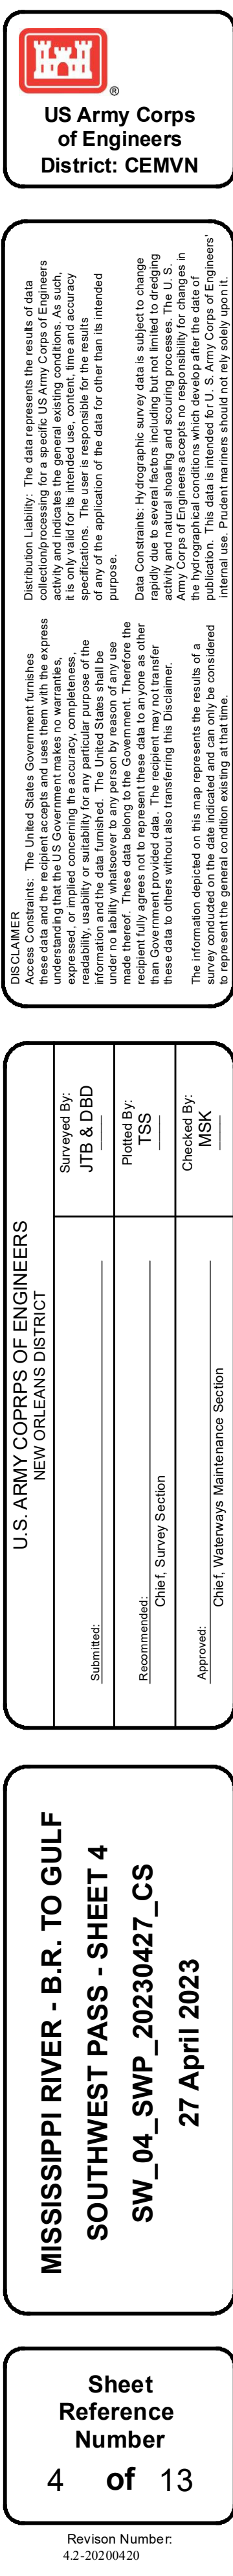 ®
US Army Corps
of Engineers
District: CEMVN
DISCLAIMER
Access Constraints: The United States Government furnishes
these data and the recipient accepts and uses them with the express
understanding that the US Government makes no warranties,
expressed, or implied concerning the accuracy, completeness,
readability, usability or suitability for any particular purpose of the
information and the data furnished. The United States shall be
under no liability whatsoever to any person by reason of any use
made thereof. These data belong to the Government. Therefore the
recipient fully agrees not to represent these data to anyone as other
than Government provided data. The recipient may not transfer
these data to others without also transferring this Disclaimer.
The information depicted on this map represents the results of a
survey conducted on the date indicated and can only be considered
to represent the general condition existing at that time.
Distribution Liability: The data represents the results of data
collection/processing for a specific US Army Corps of Engineers
activity and indicates the general existing conditions. As such,
it is only valid for its intended use, content, time and accuracy
specifications. The user is responsible for the results
of any of the application of the data for other than its intended
purpose.
Data Constraints: Hydrographic survey data is subject to change
rapidly due to several factors including but not limited to dredging
activity and natural shoaling and scouring processes. The U. S.
Army Corps of Engineers accepts no responsibility for changes in
the hydrographical conditions which develop after the date of
publication. This data is intended for U. S. Army Corps of Engineers'
internal use. Prudent mariners should not rely solely upon it.
U.S. ARMY COPRPS OF ENGINEERS
NEW ORLEANS DISTRICT
Submitted:
Surveyed By:
JTB & DBD
Recommended:
Chief, Survey Section
Plotted By:
TSS
Approved:
Chief, Waterways Maintenance Section
Checked By:
MSK
MISSISSIPPI RIVER - B.R. TO GULF
SOUTHWEST PASS - SHEET 4
SW_04_SWP_20230427_CS
27 April 2023
Sheet
Reference
Number
4 of 13
Revison Number:
4.2-20200420